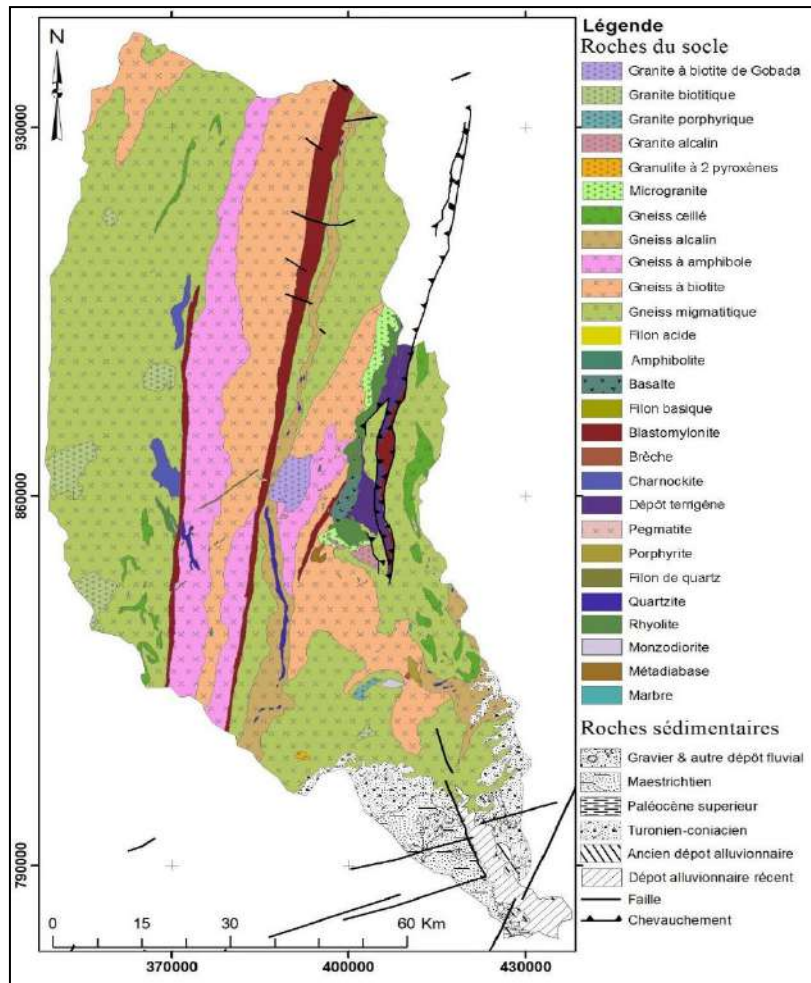 N
930000
860000
790000
0 15 30 60 Km
370000 400000 430000
Légende
Roches du socle
Granite à biotite de Gobada
Granite biotitique
Granite porphyrique
Granite alcalin
Granulite à 2 pyroxènes
Microgranite
Gneiss œillé
Gneiss alcalin
Gneiss à amphibole
Gneiss à biotite
Gneiss migmatitique
Filon acide
Amphibolite
Basalte
Filon basique
Blastomylonite
Brèche
Charnockite
Dépôt terrigène
Pegmatite
Porphyrite
Filon de quartz
Quartzite
Rhyolite
Monzodiorite
Métadiabase
Marbre
Roches sédimentaires
Gravier & autre dépôt fluvial
Maestrichtien
Paléocène superieur
Turonien-coniacien
Ancien dépot alluvionnaire
Dépôt alluvionnaire récent
Faille
Chevauchement